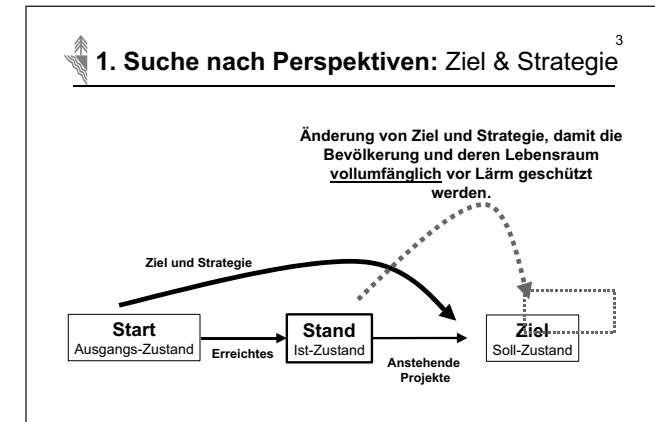 3
1. Suche nach Perspektiven: Ziel & Strategie
Änderung von Ziel und Strategie, damit die
Bevölkerung und deren Lebensraum
vollumfänglich vor Lärm geschützt
werden.
Ziel und Strategie
Start
Ausgangs-Zustand
Erreichtes
Stand
Ist-Zustand
Anstehende
Projekte
Ziel
Soll-Zustand